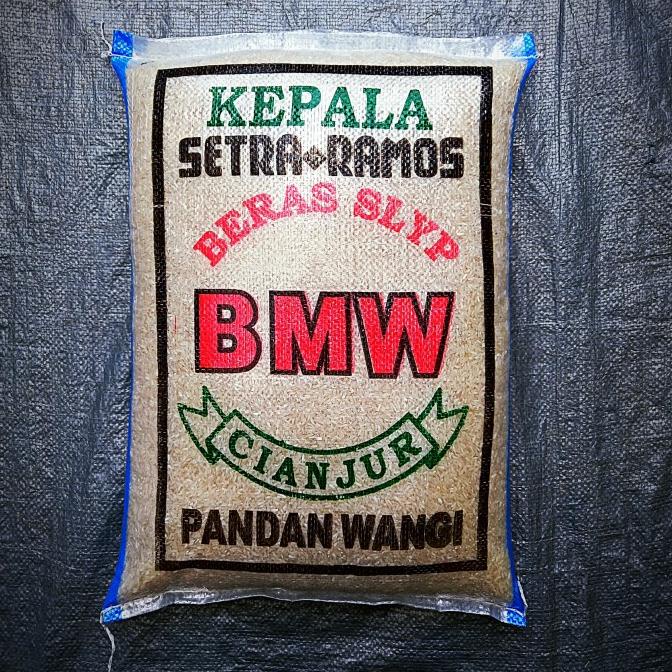 KEPALA
SETRA RAMOS
BERAS SLYP
BMW
CIANJUR
PANDAN WANGI